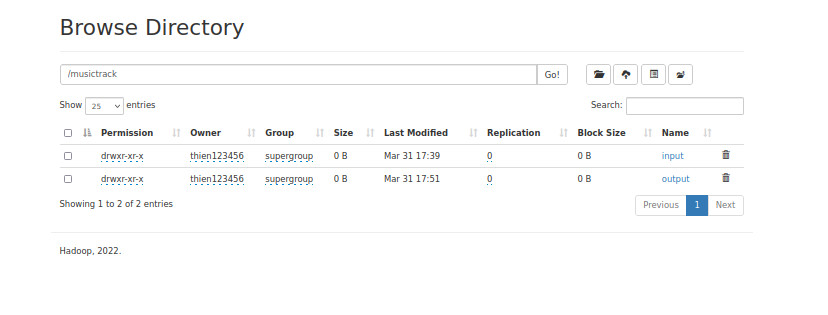 Browse Directory
/musictrack Go!
Show 25 entries Search:
Permission Owner Group Size Last Modified Replication Block Size Name
drwxr-xr-x thien123456 supergroup 0 B Mar 31 17:39 0 0 B input
drwxr-xr-x thien123456 supergroup 0 B Mar 31 17:51 0 0 B output
Showing 1 to 2 of 2 entries Previous 1 Next
Hadoop, 2022.